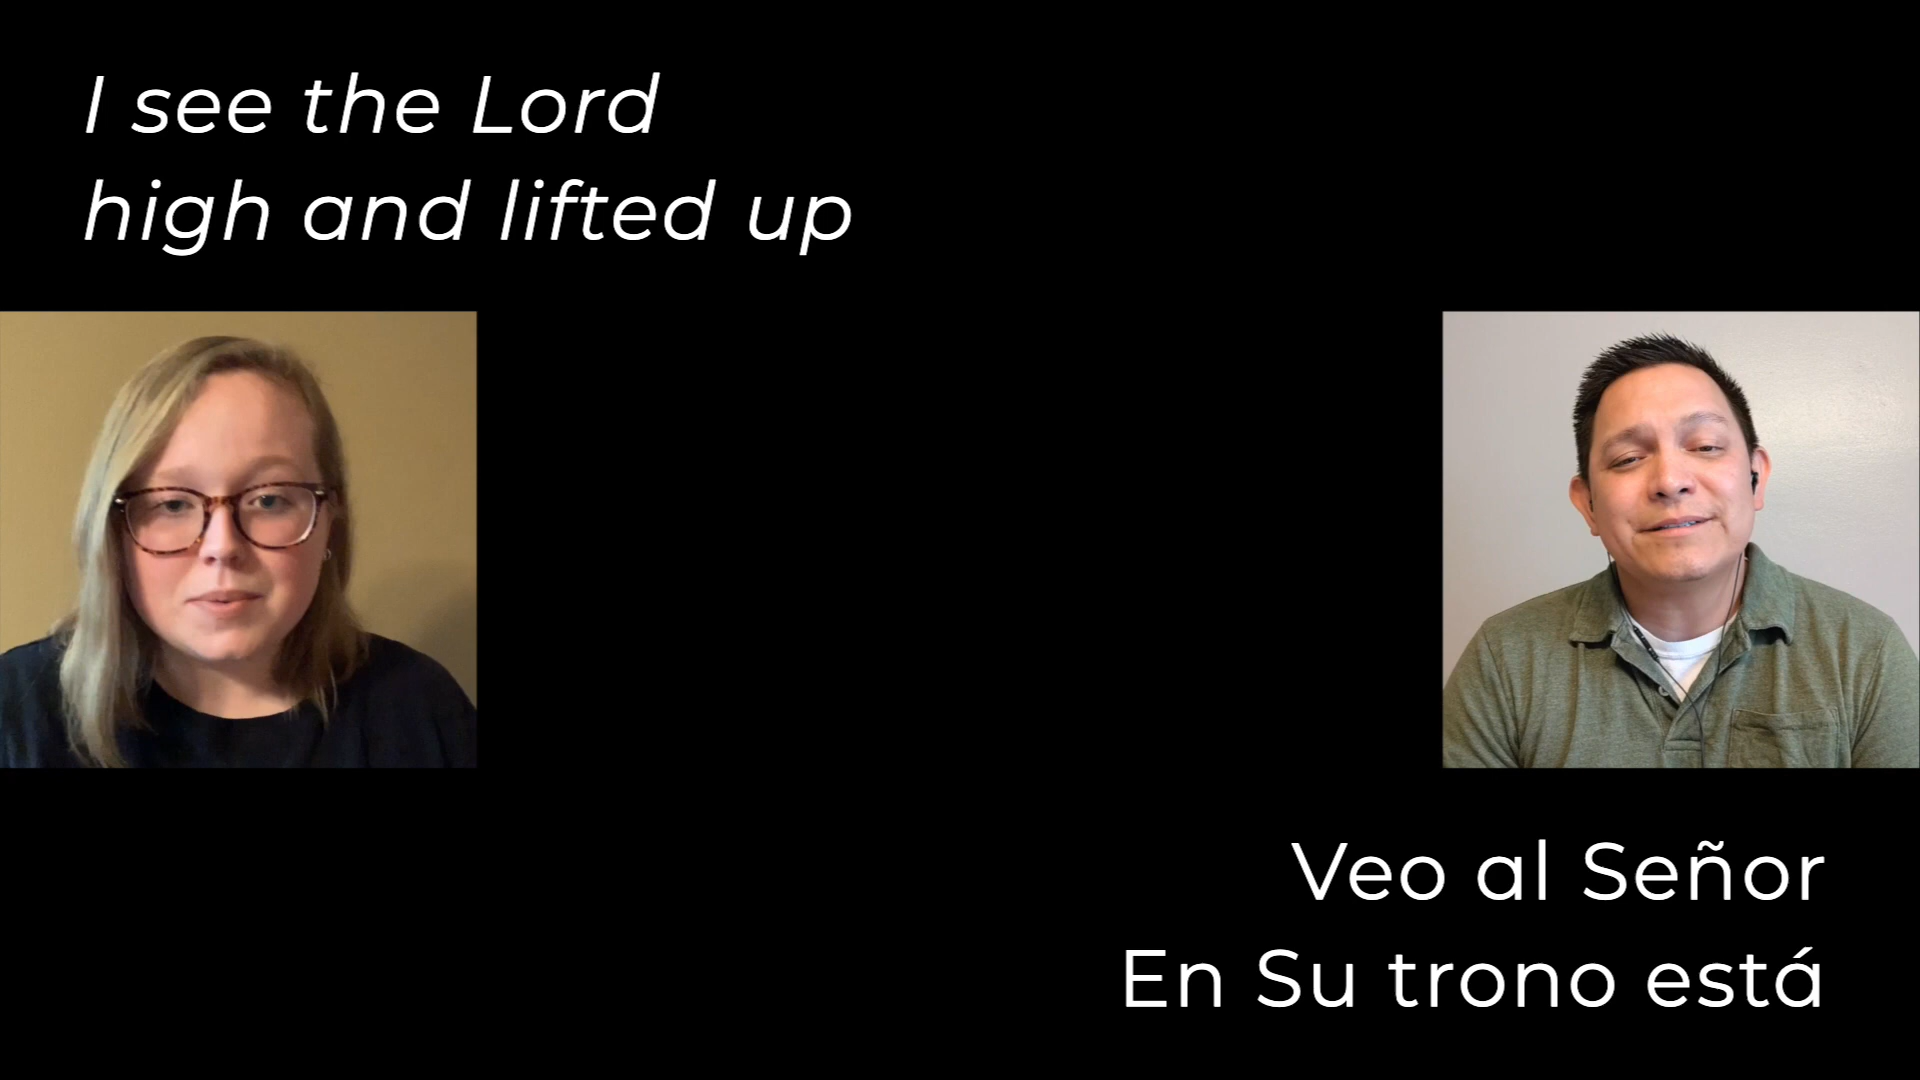 I see the Lord
high and lifted up
Veo al Señor
En Su trono está